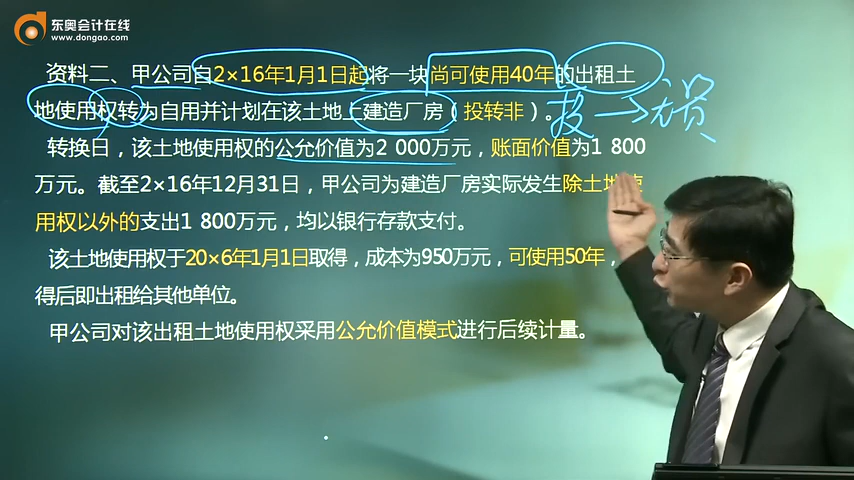 东奥会计在线
www.dongao.com
资料二、甲公司自2×16年1月1日起将一块尚可使用40年的出租土
地使用权转为自用并计划在该土地上建造厂房（投转非）。
投→无
转换日，该土地使用权的公允价值为2 000万元，账面价值为1 800
万元。截至2×16年12月31日，甲公司为建造厂房实际发生除土地使
用权以外的支出1 800万元，均以银行存款支付。
该土地使用权于20×6年1月1日取得，成本为950万元，可使用50年，
得后即出租给其他单位。
甲公司对该出租土地使用权采用公允价值模式进行后续计量。